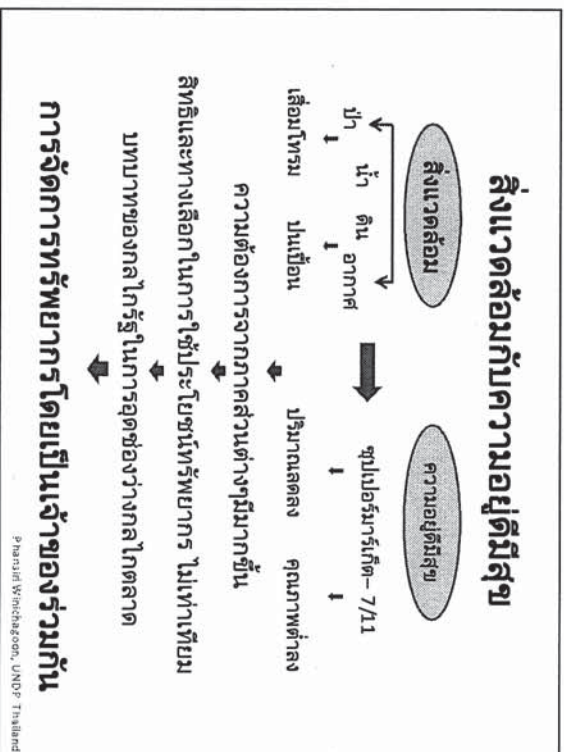 สิ่งแวดล้อมกับความอยู่ดีมีสุข
สิ่งแวดล้อม ความอยู่ดีมีสุข
ป่า น้ำ ดิน อากาศ ซุปเปอร์มาร์เก็ต– 7/11
เสื่อมโทรม ปนเปื้อน ปริมาณลดลง คุณภาพต่ำลง
ความต้องการจากภาคส่วนต่างๆมีมากขึ้น
สิทธิและทางเลือกในการใช้ประโยชน์ทรัพยากร ไม่เท่าเทียม
บทบาทของกลไกรัฐในการอุดช่องว่างกลไกตลาด
การจัดการทรัพยากรโดยเป็นเจ้าของร่วมกัน
Phansiri Winichagoon, UNDP Thailand